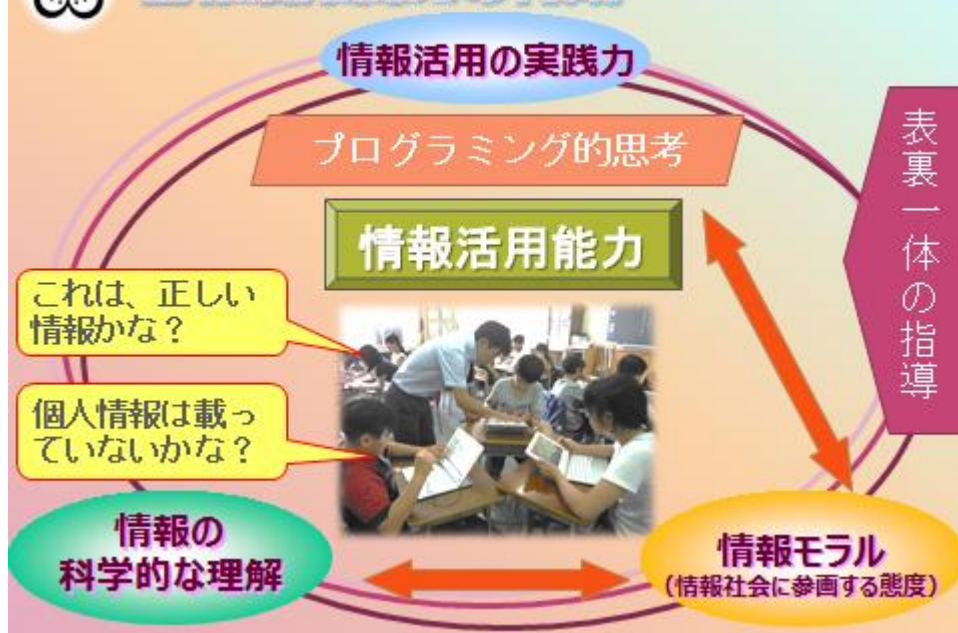 情報活用の実践力
プログラミング的思考
表裏一体の指導
情報活用能力
これは、正しい
情報かな？
個人情報は載っ
ていないかな？
情報の
科学的な理解
情報モラル
（情報社会に参画する態度）